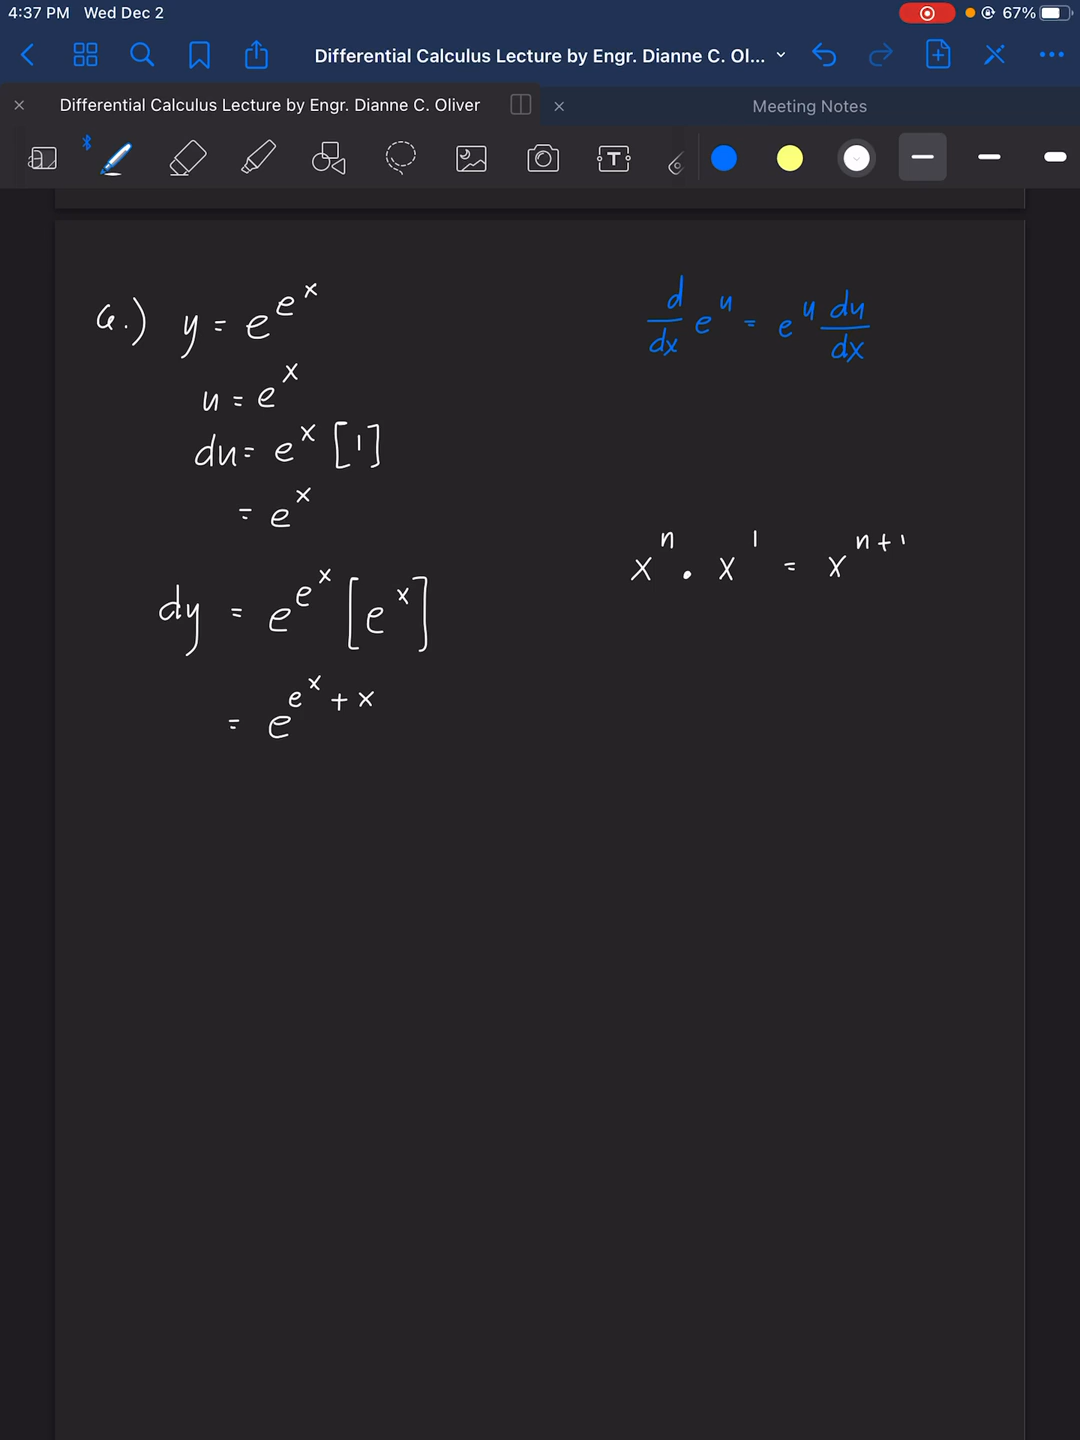 4:37 PM Wed Dec 2 67%
Differential Calculus Lecture by Engr. Dianne C. Ol...
Differential Calculus Lecture by Engr. Dianne C. Oliver
Meeting Notes
T
6.) y = e^{e^x}
d/dx e^u = e^u du/dx
u = e^x
du = e^x [1]
= e^x
x^n · x^1 = x^{n+1}
dy = e^{e^x} [e^x]
= e^{e^x + x}